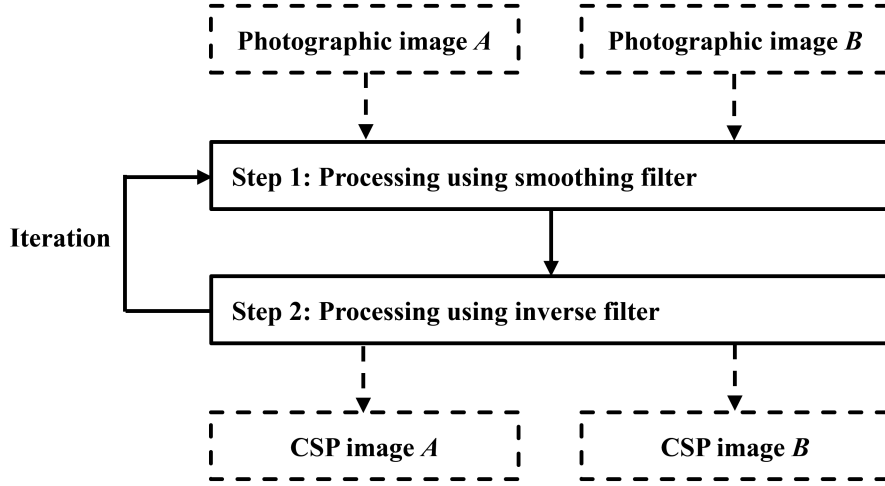 Photographic image A
Photographic image B
Step 1: Processing using smoothing filter
Iteration
Step 2: Processing using inverse filter
CSP image A
CSP image B